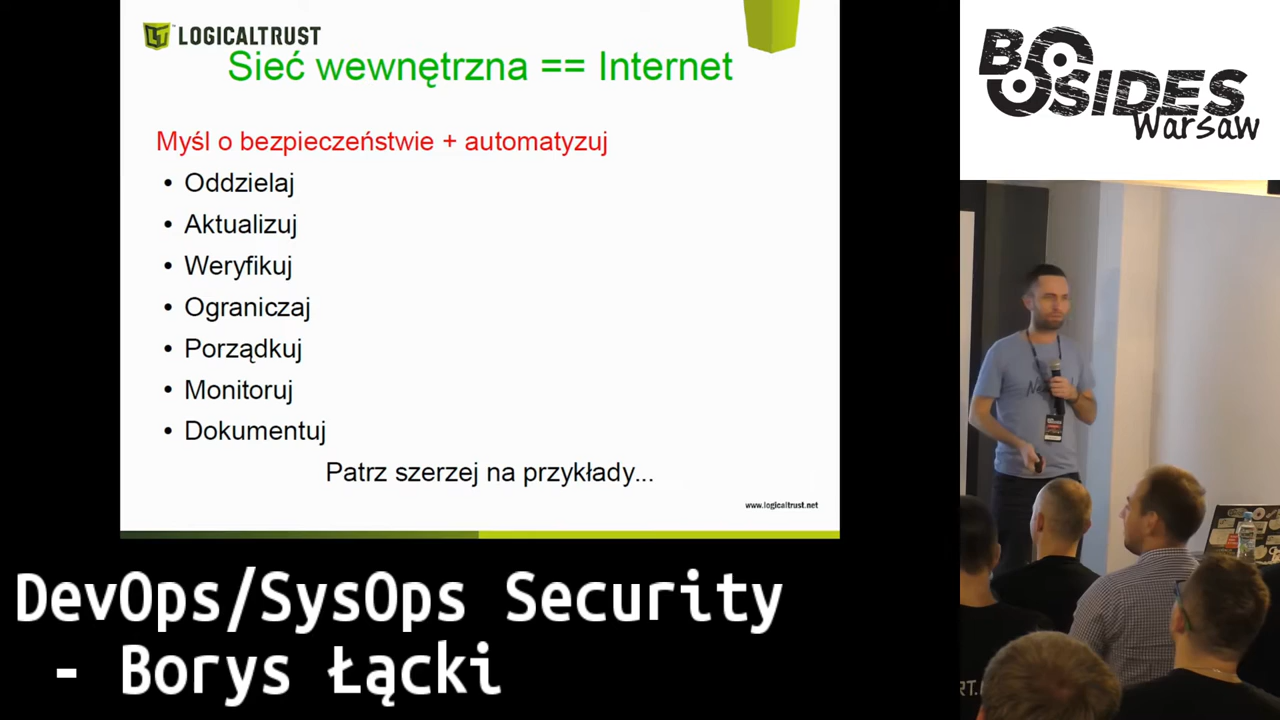 LOGICALTRUST
Sieć wewnętrzna == Internet
Myśl o bezpieczeństwie + automatyzuj
• Oddzielaj
• Aktualizuj
• Weryfikuj
• Ograniczaj
• Porządkuj
• Monitoruj
• Dokumentuj
Patrz szerzej na przykłady...
www.logicaltrust.net
DevOps/SysOps Security
- Borys Łącki
BSIDES
Warsaw